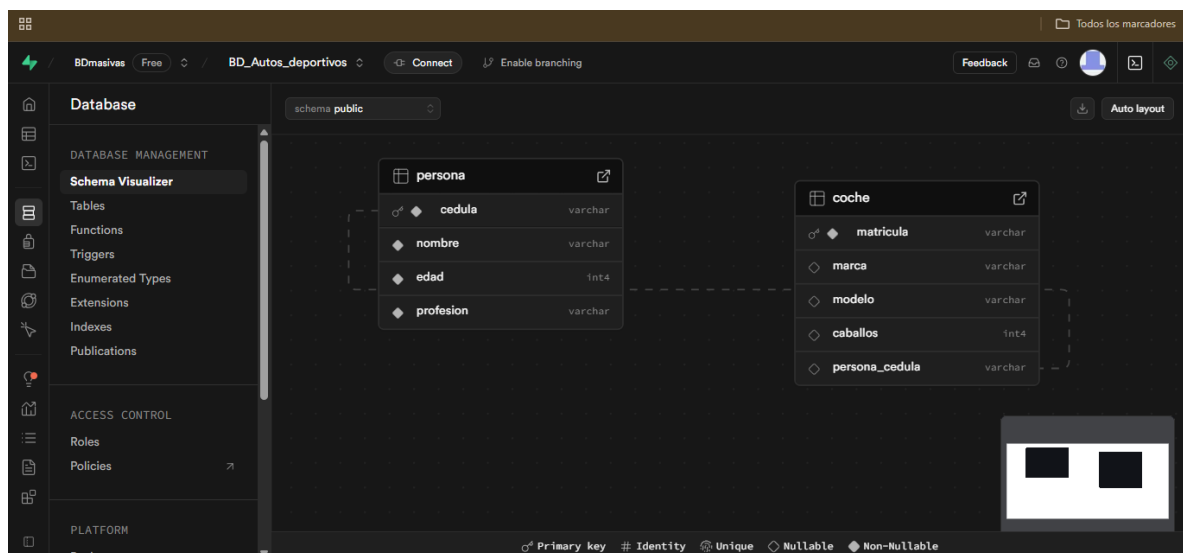 Todos los marcadores
BDmasivas Free BD_Autos_deportivos Connect Enable branching Feedback
Database
schema public
Auto layout
DATABASE MANAGEMENT
Schema Visualizer
Tables
Functions
Triggers
Enumerated Types
Extensions
Indexes
Publications
ACCESS CONTROL
Roles
Policies
PLATFORM
persona
cedula varchar
nombre varchar
edad int4
profesion varchar
coche
matricula varchar
marca varchar
modelo varchar
caballos int4
persona_cedula varchar
Primary key # Identity Unique Nullable Non-Nullable